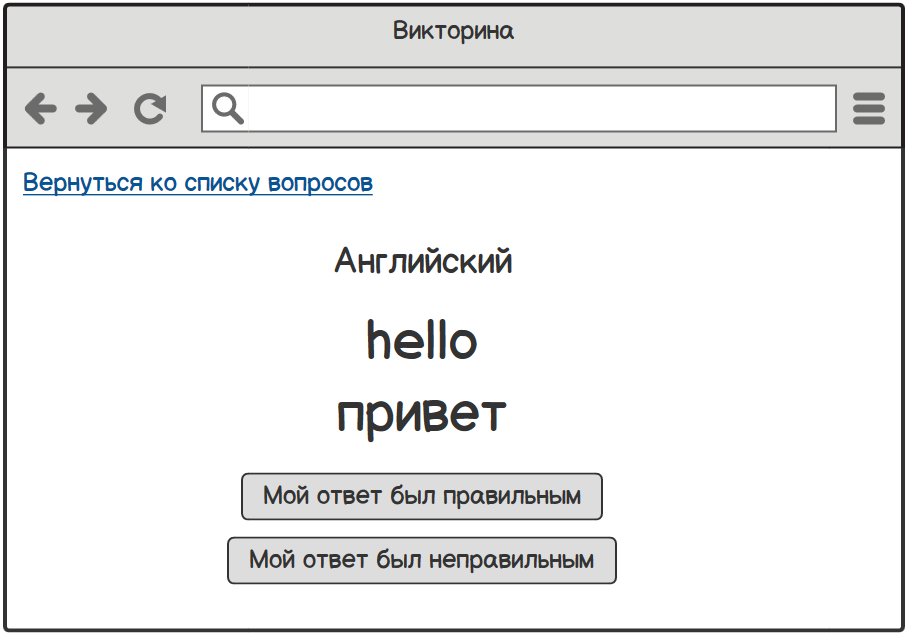 Викторина
Вернуться ко списку вопросов
Английский
hello
привет
Мой ответ был правильным
Мой ответ был неправильным